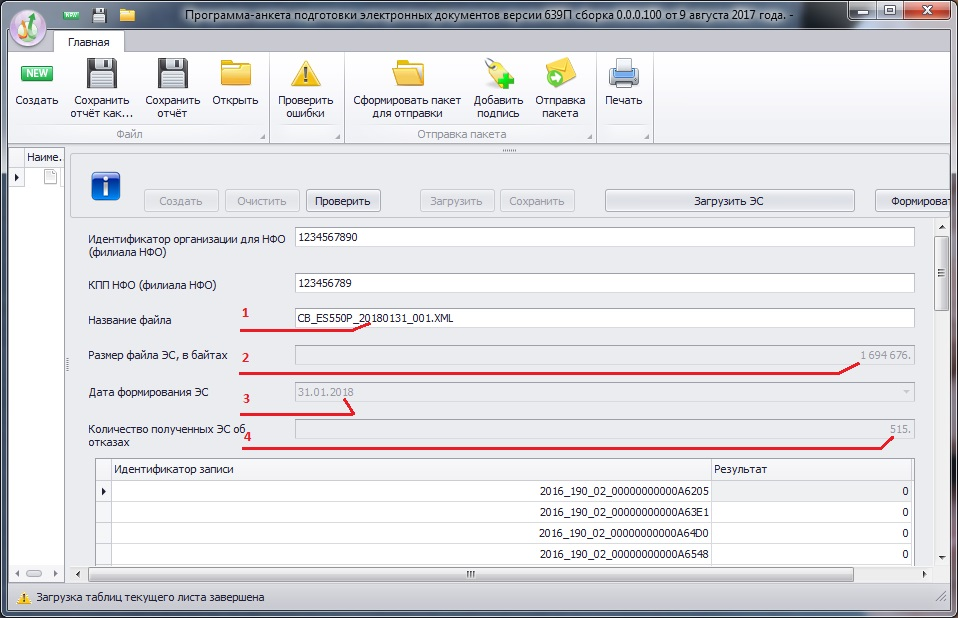 Программа-анкета подготовки электронных документов версии 639П сборка 0.0.0.100 от 9 августа 2017 года. -
Главная
NEW
Создать
Сохранить
отчёт как...
Сохранить
отчёт
Открыть
Проверить
ошибки
Сформировать пакет
для отправки
Добавить
подпись
Отправка
пакета
Печать
Файл
Отправка пакета
Наиме.
Создать
Очистить
Проверить
Загрузить
Сохранить
Загрузить ЭС
Формироват
Идентификатор организации для НФО
(филиала НФО)
1234567890
КПП НФО (филиала НФО)
123456789
Название файла
1
CB_ES550P_20180131_001.XML
Размер файла ЭС, в байтах
2
1 694 676.
Дата формирования ЭС
3
31.01.2018
Количество полученных ЭС об
отказах
4
515.
Идентификатор записи
Результат
2016_190_02_00000000000A6205
0
2016_190_02_00000000000A63E1
0
2016_190_02_00000000000A64D0
0
2016_190_02_00000000000A6548
0
Загрузка таблиц текущего листа завершена